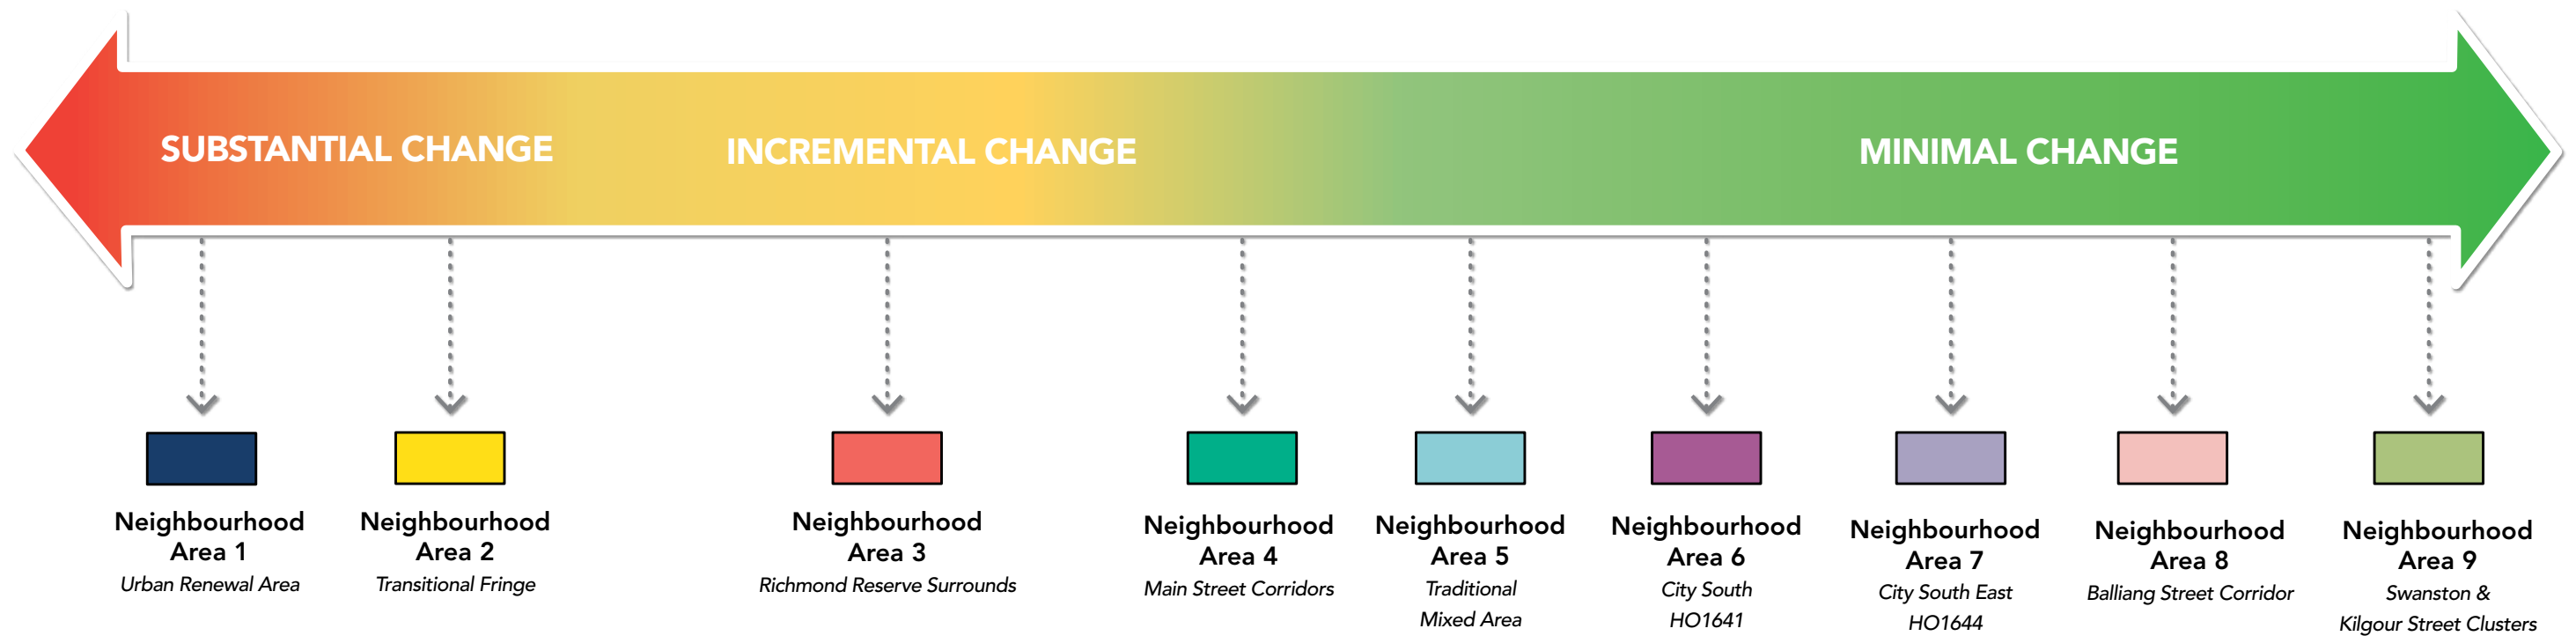 SUBSTANTIAL CHANGE
INCREMENTAL CHANGE
MINIMAL CHANGE
Neighbourhood
Area 1
Urban Renewal Area
Neighbourhood
Area 2
Transitional Fringe
Neighbourhood
Area 3
Richmond Reserve Surrounds
Neighbourhood
Area 4
Main Street Corridors
Neighbourhood
Area 5
Traditional
Mixed Area
Neighbourhood
Area 6
City South
HO1641
Neighbourhood
Area 7
City South East
HO1644
Neighbourhood
Area 8
Balliang Street Corridor
Neighbourhood
Area 9
Swanston &
Kilgour Street Clusters